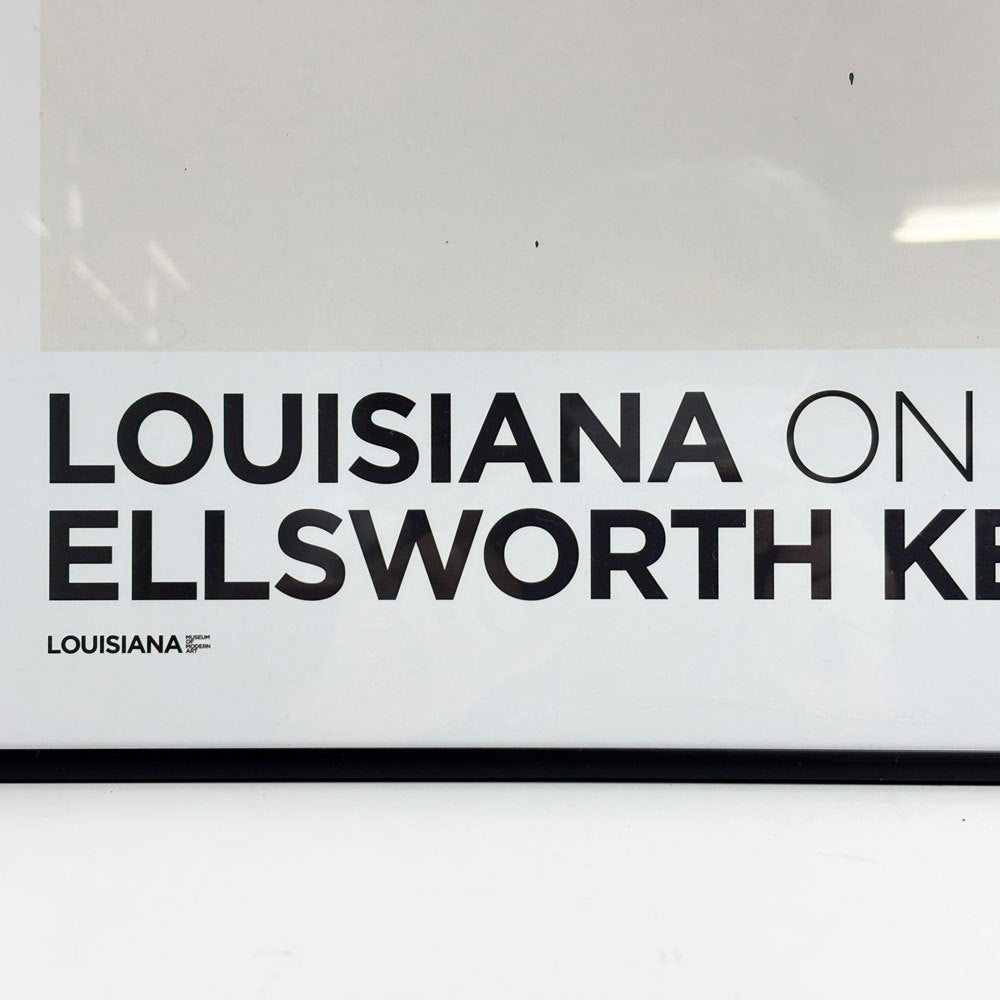 LOUISIANA ON
ELLSWORTH KE
LOUISIANA MUSEUM
OF
MODERN
ART